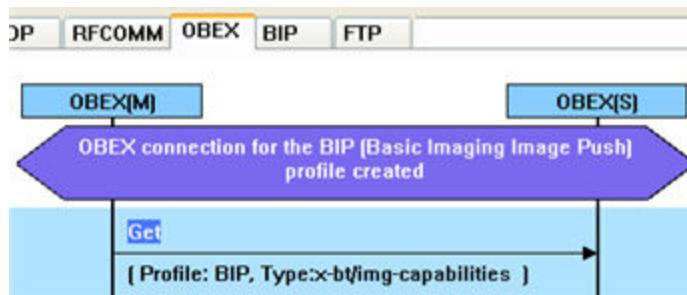 OP RFCOMM OBEX BIP FTP
OBEX(M) OBEX(S)
OBEX connection for the BIP (Basic Imaging Image Push)
profile created
Get
( Profile: BIP, Type:x-bt/img-capabilities )